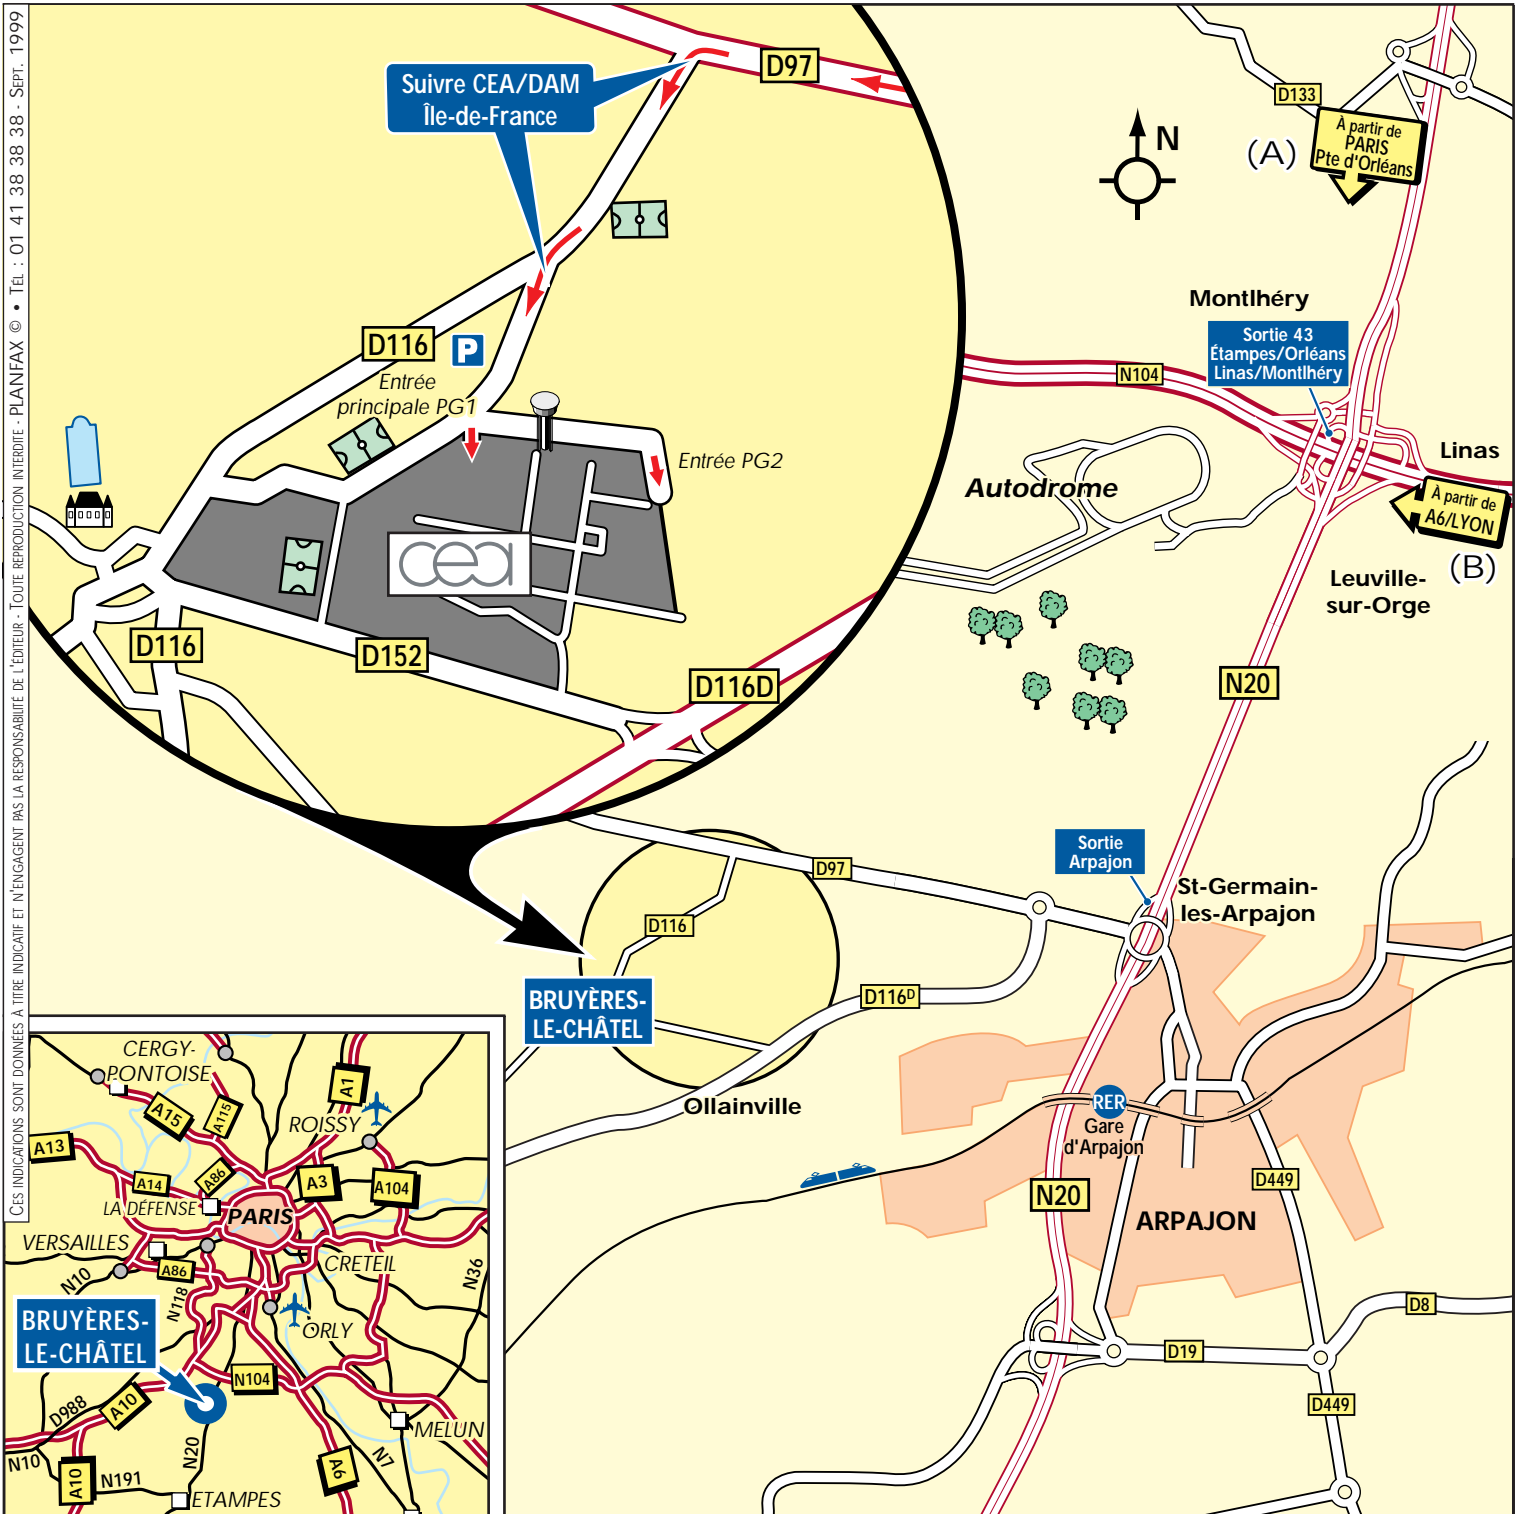 CES INDICATIONS SONT DONNÉES À TITRE INDICATIF ET N'ENGAGENT PAS LA RESPONSABILITÉ DE L'ÉDITEUR - TOUTE REPRODUCTION INTERDITE - PLANFAX © • TÉL : 01 41 38 38 38 - SEPT. 1999
Suivre CEA/DAM
Île-de-France
D97
D116
P
Entrée
principale PG1
Entrée PG2
cea
D116
D152
D116D
N
D133
(A)
À partir de
PARIS
Pte d'Orléans
Montlhéry
Sortie 43
Étampes/Orléans
Linas/Montlhéry
N104
Linas
Autodrome
À partir de
A6/LYON
(B)
Leuville-
sur-Orge
N20
Sortie
Arpajon
D97
St-Germain-
les-Arpajon
D116
BRUYÈRES-
LE-CHÂTEL
D116D
Ollainville
RER
Gare
d'Arpajon
N20
D449
ARPAJON
D8
D19
D449
CERGY-
PONTOISE
A1
A15
A115
ROISSY
A13
A14
A86
A3
A104
LA DÉFENSE
PARIS
VERSAILLES
A86
CRETEIL
N10
N118
N36
ORLY
BRUYÈRES-
LE-CHÂTEL
N104
D988
A10
MELUN
N20
N7
N10
A10
N191
A6
ETAMPES